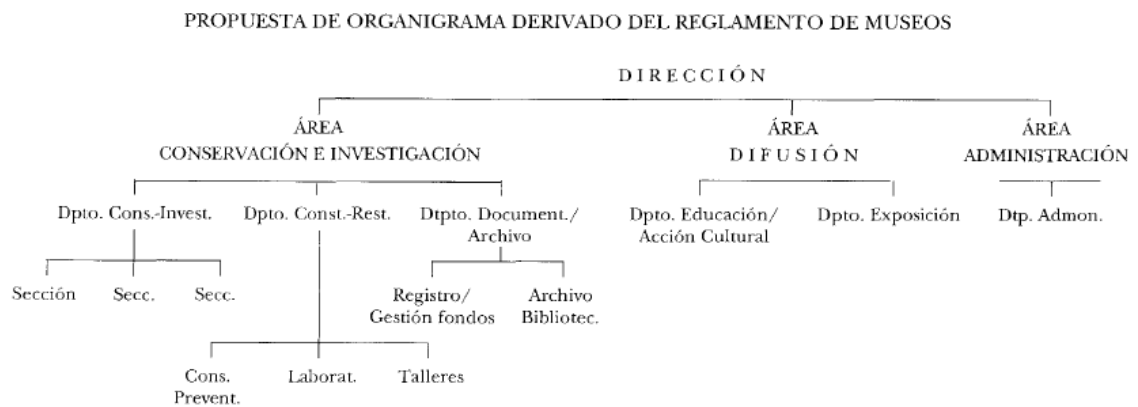 PROPUESTA DE ORGANIGRAMA DERIVADO DEL REGLAMENTO DE MUSEOS
DIRECCIÓN
ÁREA
CONSERVACIÓN E INVESTIGACIÓN
ÁREA
DIFUSIÓN
ÁREA
ADMINISTRACIÓN
Dpto. Cons.-Invest.
Dpto. Const.-Rest.
Dtpto. Document./
Archivo
Dpto. Educación/
Acción Cultural
Dpto. Exposición
Dtp. Admon.
Sección
Secc.
Secc.
Registro/
Gestión fondos
Archivo
Bibliotec.
Cons.
Prevent.
Laborat.
Talleres